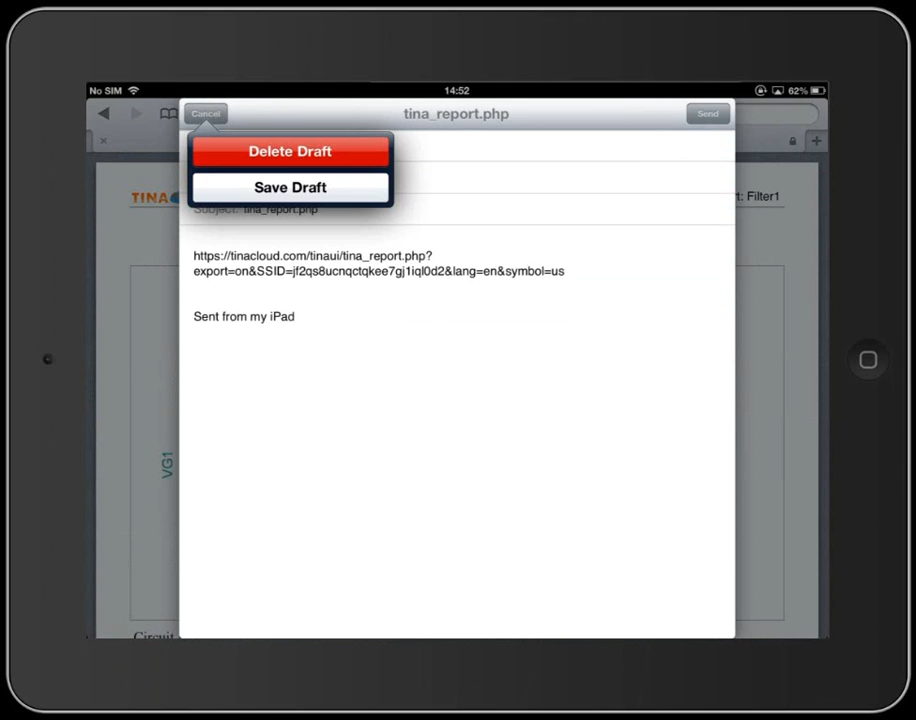 No SIM 14:52 62%
Cancel tina_report.php Send
Delete Draft
Save Draft
Subject: tina_report.php
TINA
t: Filter1
https://tinacloud.com/tinaui/tina_report.php?
export=on&SSID=jf2qs8ucnqctqkee7gj1iql0d2&lang=en&symbol=us
Sent from my iPad
VG1
Circuit